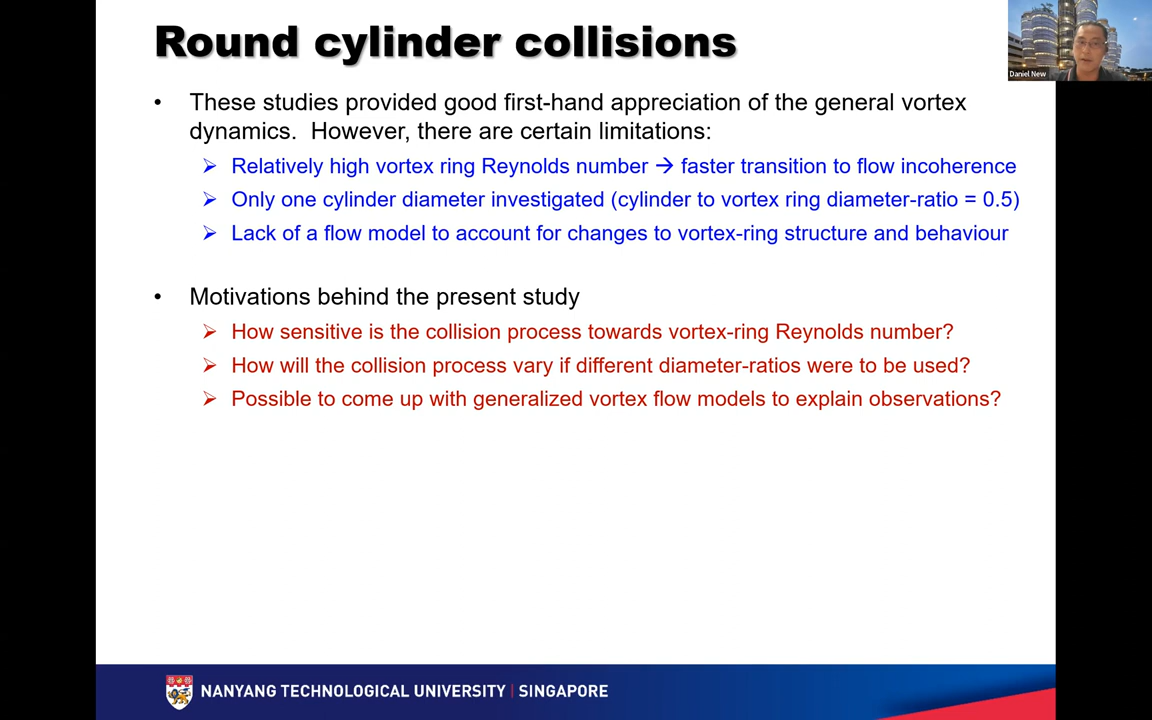 Round cylinder collisions
Daniel New
• These studies provided good first-hand appreciation of the general vortex
dynamics. However, there are certain limitations:
➢ Relatively high vortex ring Reynolds number → faster transition to flow incoherence
➢ Only one cylinder diameter investigated (cylinder to vortex ring diameter-ratio = 0.5)
➢ Lack of a flow model to account for changes to vortex-ring structure and behaviour
• Motivations behind the present study
➢ How sensitive is the collision process towards vortex-ring Reynolds number?
➢ How will the collision process vary if different diameter-ratios were to be used?
➢ Possible to come up with generalized vortex flow models to explain observations?
NANYANG TECHNOLOGICAL UNIVERSITY | SINGAPORE